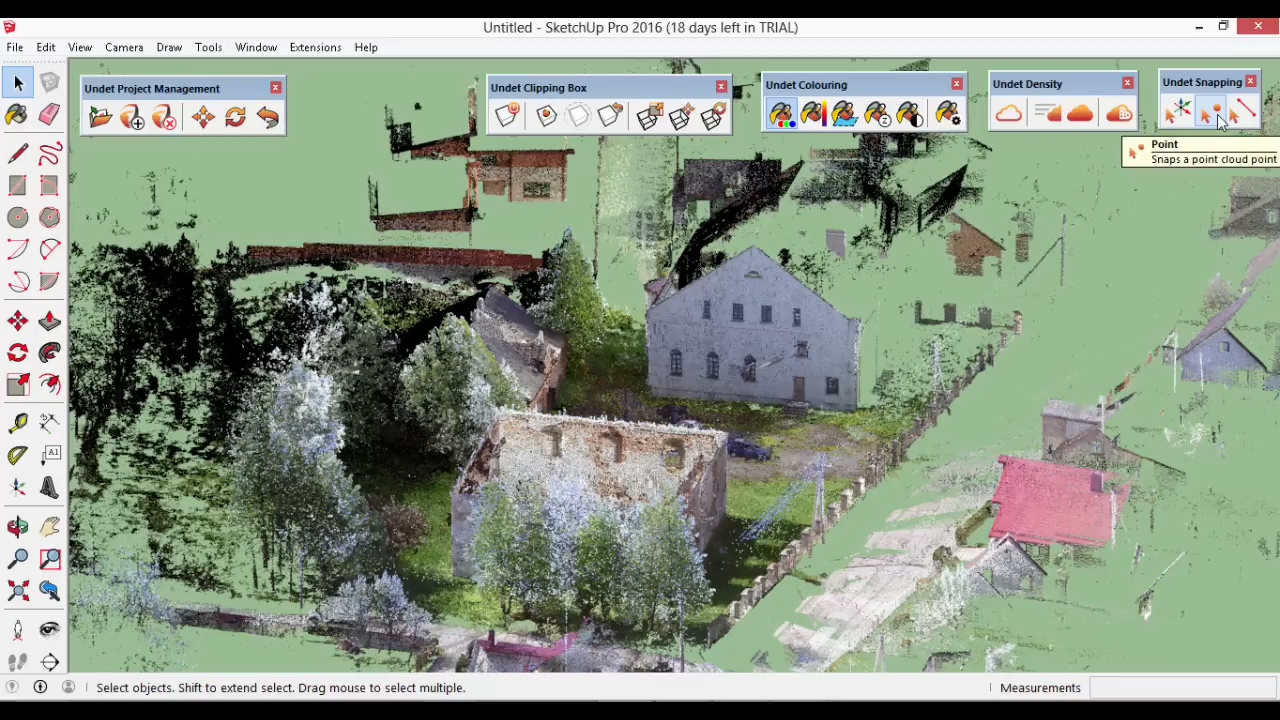 Untitled - SketchUp Pro 2016 (18 days left in TRIAL)
File Edit View Camera Draw Tools Window Extensions Help
Undet Project Management
Undet Clipping Box
Undet Colouring
Undet Density
Undet Snapping
Point
Snaps a point cloud point
A1
Select objects. Shift to extend select. Drag mouse to select multiple.
Measurements